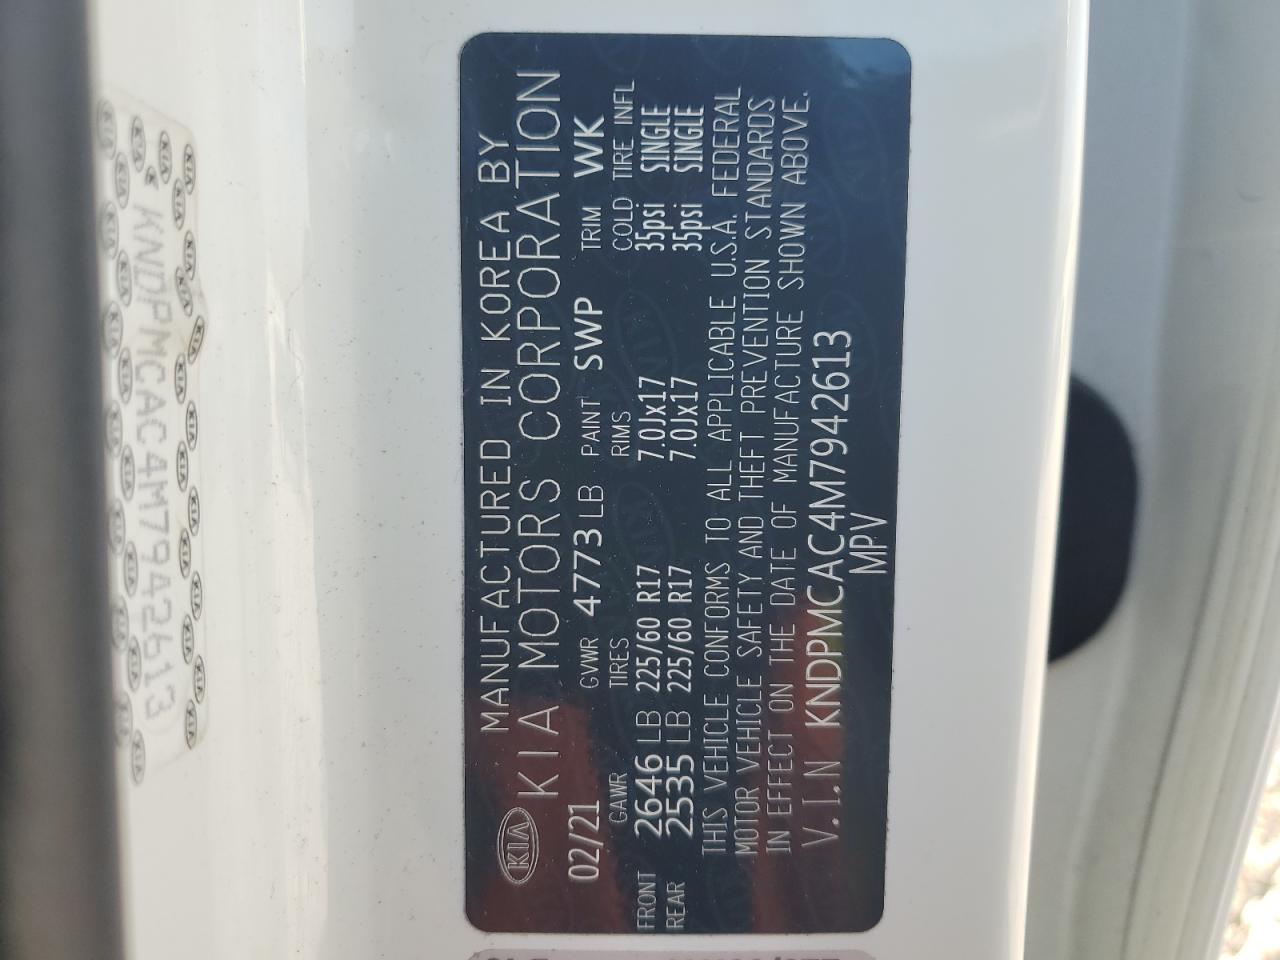 KIA
MANUFACTURED IN KOREA BY
KIA MOTORS CORPORATION
02/21 GVWR 4773 LB PAINT SWP TRIM WK
GAWR TIRES RIMS COLD TIRE INFL
FRONT 2646 LB 225/60 R17 7.0Jx17 35psi SINGLE
REAR 2535 LB 225/60 R17 7.0Jx17 35psi SINGLE
THIS VEHICLE CONFORMS TO ALL APPLICABLE U.S.A. FEDERAL
MOTOR VEHICLE SAFETY AND THEFT PREVENTION STANDARDS
IN EFFECT ON THE DATE OF MANUFACTURE SHOWN ABOVE.
V.I.N KNDPMCAC4M7942613
MPV
KNDPMCAC4M7942613